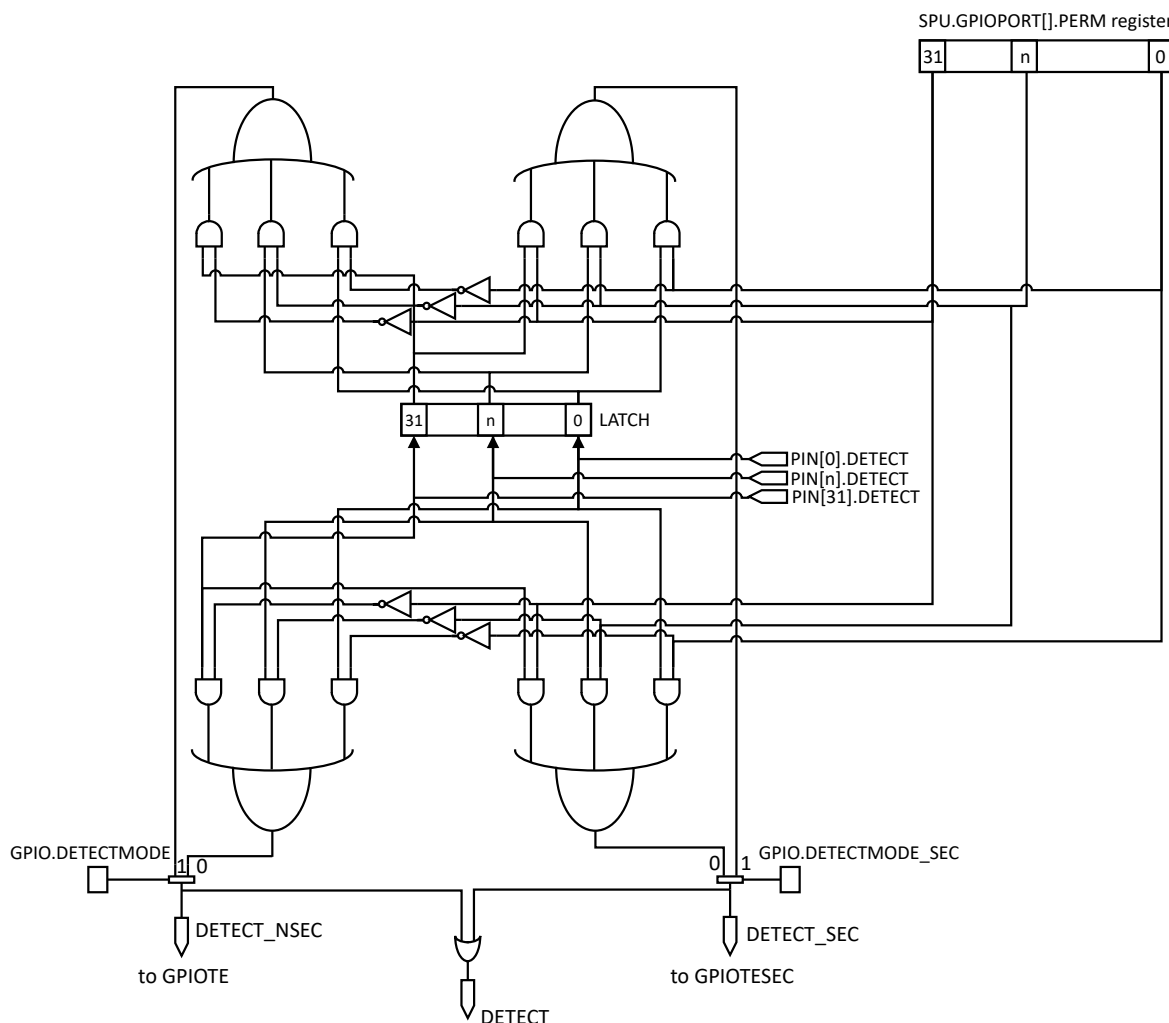 SPU.GPIOPORT[].PERM register
31 n 0
31 n 0 LATCH
PIN[0].DETECT
PIN[n].DETECT
PIN[31].DETECT
GPIO.DETECTMODE 1 0
0 1 GPIO.DETECTMODE_SEC
DETECT_NSEC
DETECT_SEC
to GPIOTE
to GPIOTESEC
DETECT